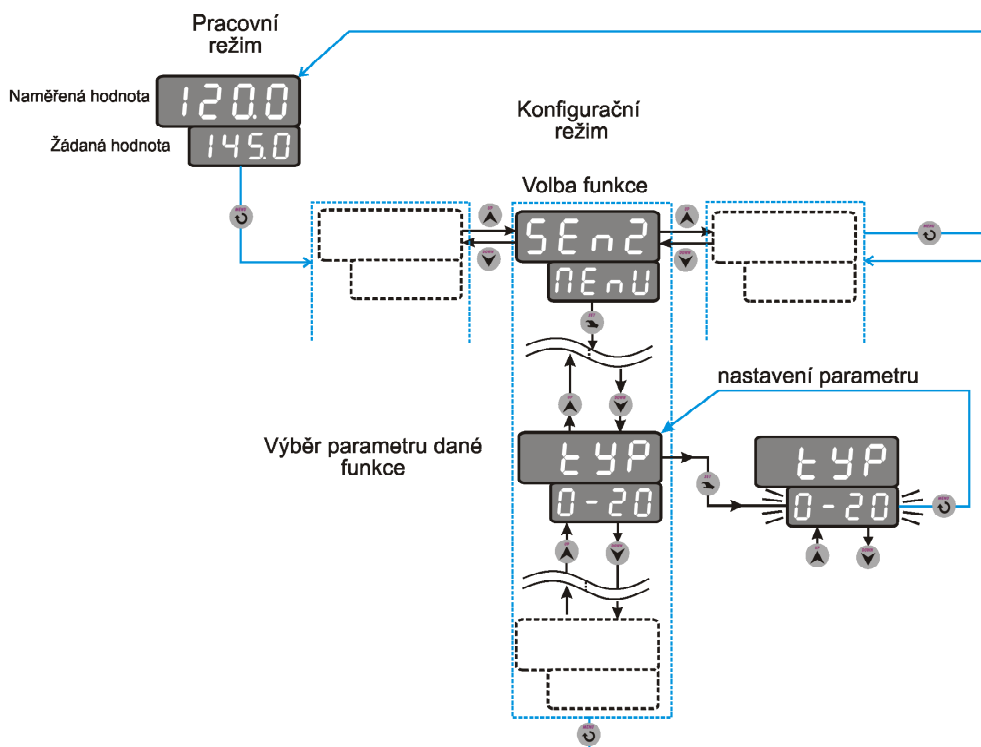 Pracovní
režim
Naměřená hodnota
120.0
Žádaná hodnota
145.0
Konfigurační
režim
Volba funkce
SEn2
MEnU
nastavení parametru
Výběr parametru dané
funkce
tYP
0-20
tYP
0-20